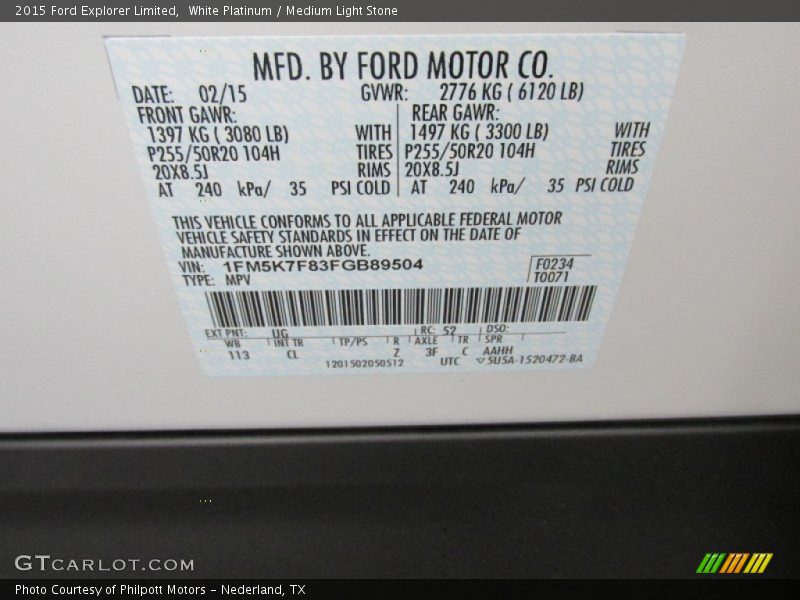 2015 Ford Explorer Limited, White Platinum / Medium Light Stone
MFD. BY FORD MOTOR CO.
DATE: 02/15 GVWR: 2776 KG ( 6120 LB)
FRONT GAWR: REAR GAWR:
1397 KG ( 3080 LB) WITH 1497 KG ( 3300 LB) WITH
P255/50R20 104H TIRES P255/50R20 104H TIRES
20X8.5J RIMS 20X8.5J RIMS
AT 240 kPa/ 35 PSI COLD AT 240 kPa/ 35 PSI COLD
THIS VEHICLE CONFORMS TO ALL APPLICABLE FEDERAL MOTOR
VEHICLE SAFETY STANDARDS IN EFFECT ON THE DATE OF
MANUFACTURE SHOWN ABOVE.
VIN: 1FM5K7F83FGB89504 F0234
TYPE: MPV T0071
EXT PNT: UG RC: 52 DSO:
WB INT TR TP/PS R AXLE TR SPR
113 CL Z 3F C AAHH
1201502050512 UTC ▽5U5A-1520472-BA
GTCARLOT.COM
Photo Courtesy of Philpott Motors - Nederland, TX